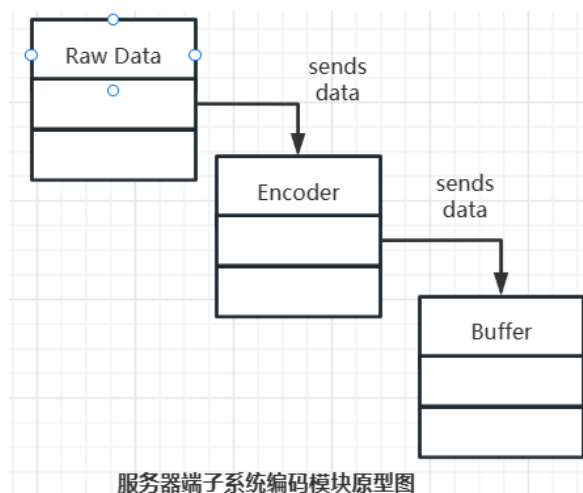 Raw Data
sends
data
Encoder
sends
data
Buffer
服务器端子系统编码模块原型图